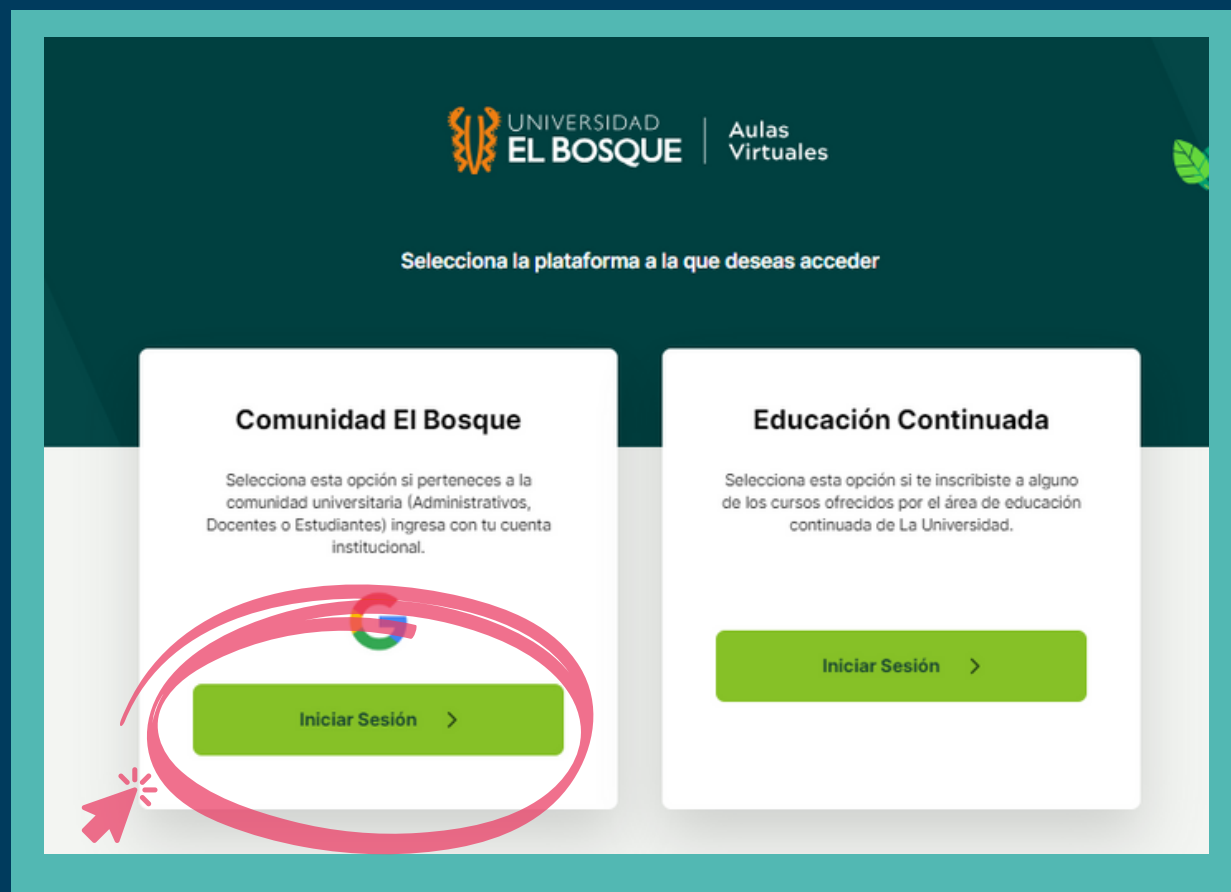 UNIVERSIDAD
EL BOSQUE
Aulas
Virtuales
Selecciona la plataforma a la que deseas acceder
Comunidad El Bosque
Selecciona esta opción si perteneces a la
comunidad universitaria (Administrativos,
Docentes o Estudiantes) ingresa con tu cuenta
institucional.
G
Iniciar Sesión >
Educación Continuada
Selecciona esta opción si te inscribiste a alguno
de los cursos ofrecidos por el área de educación
continuada de La Universidad.
Iniciar Sesión >